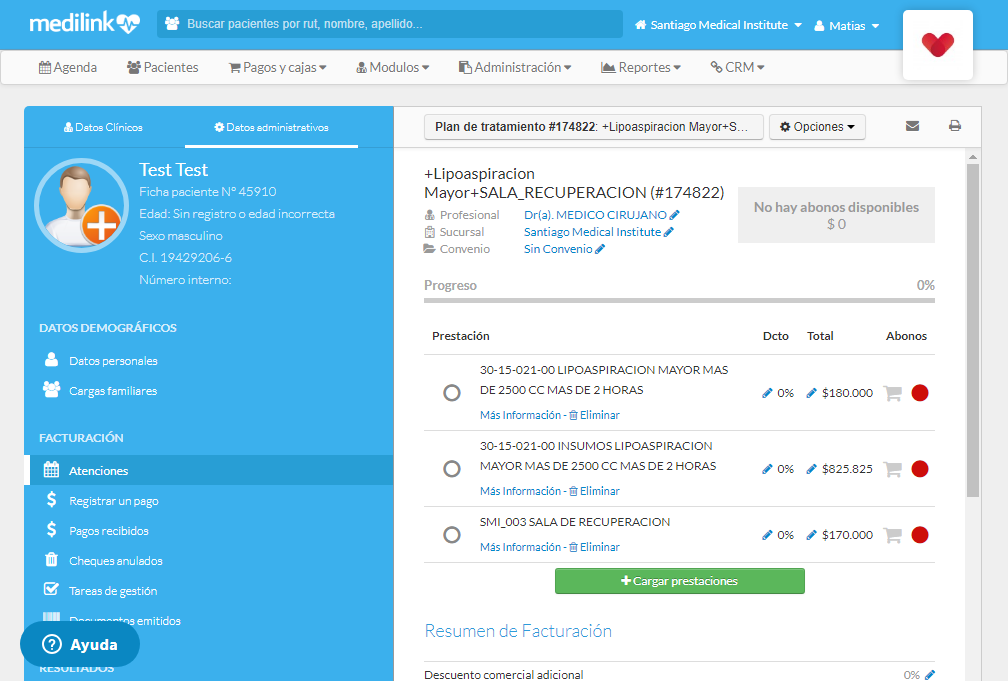 medilink
Buscar pacientes por rut, nombre, apellido...
Santiago Medical Institute
Matias
Agenda
Pacientes
Pagos y cajas
Modulos
Administración
Reportes
CRM
Datos Clínicos
Datos administrativos
Test Test
Ficha paciente N° 45910
Edad: Sin registro o edad incorrecta
Sexo masculino
C.I. 19429206-6
Número interno:
DATOS DEMOGRÁFICOS
Datos personales
Cargas familiares
FACTURACIÓN
Atenciones
Registrar un pago
Pagos recibidos
Cheques anulados
Tareas de gestión
Documentos emitidos
RESULTADOS
Ayuda
Plan de tratamiento #174822: +Lipoaspiracion Mayor+S...
Opciones
+Lipoaspiracion
Mayor+SALA_RECUPERACION (#174822)
Profesional Dr(a). MEDICO CIRUJANO
Sucursal Santiago Medical Institute
Convenio Sin Convenio
No hay abonos disponibles
$ 0
Progreso 0%
Prestación Dcto Total Abonos
30-15-021-00 LIPOASPIRACION MAYOR MAS
DE 2500 CC MAS DE 2 HORAS
0% $180.000
Más Información - Eliminar
30-15-021-00 INSUMOS LIPOASPIRACION
MAYOR MAS DE 2500 CC MAS DE 2 HORAS
0% $825.825
Más Información - Eliminar
SMI_003 SALA DE RECUPERACION
0% $170.000
Más Información - Eliminar
+Cargar prestaciones
Resumen de Facturación
Descuento comercial adicional 0%